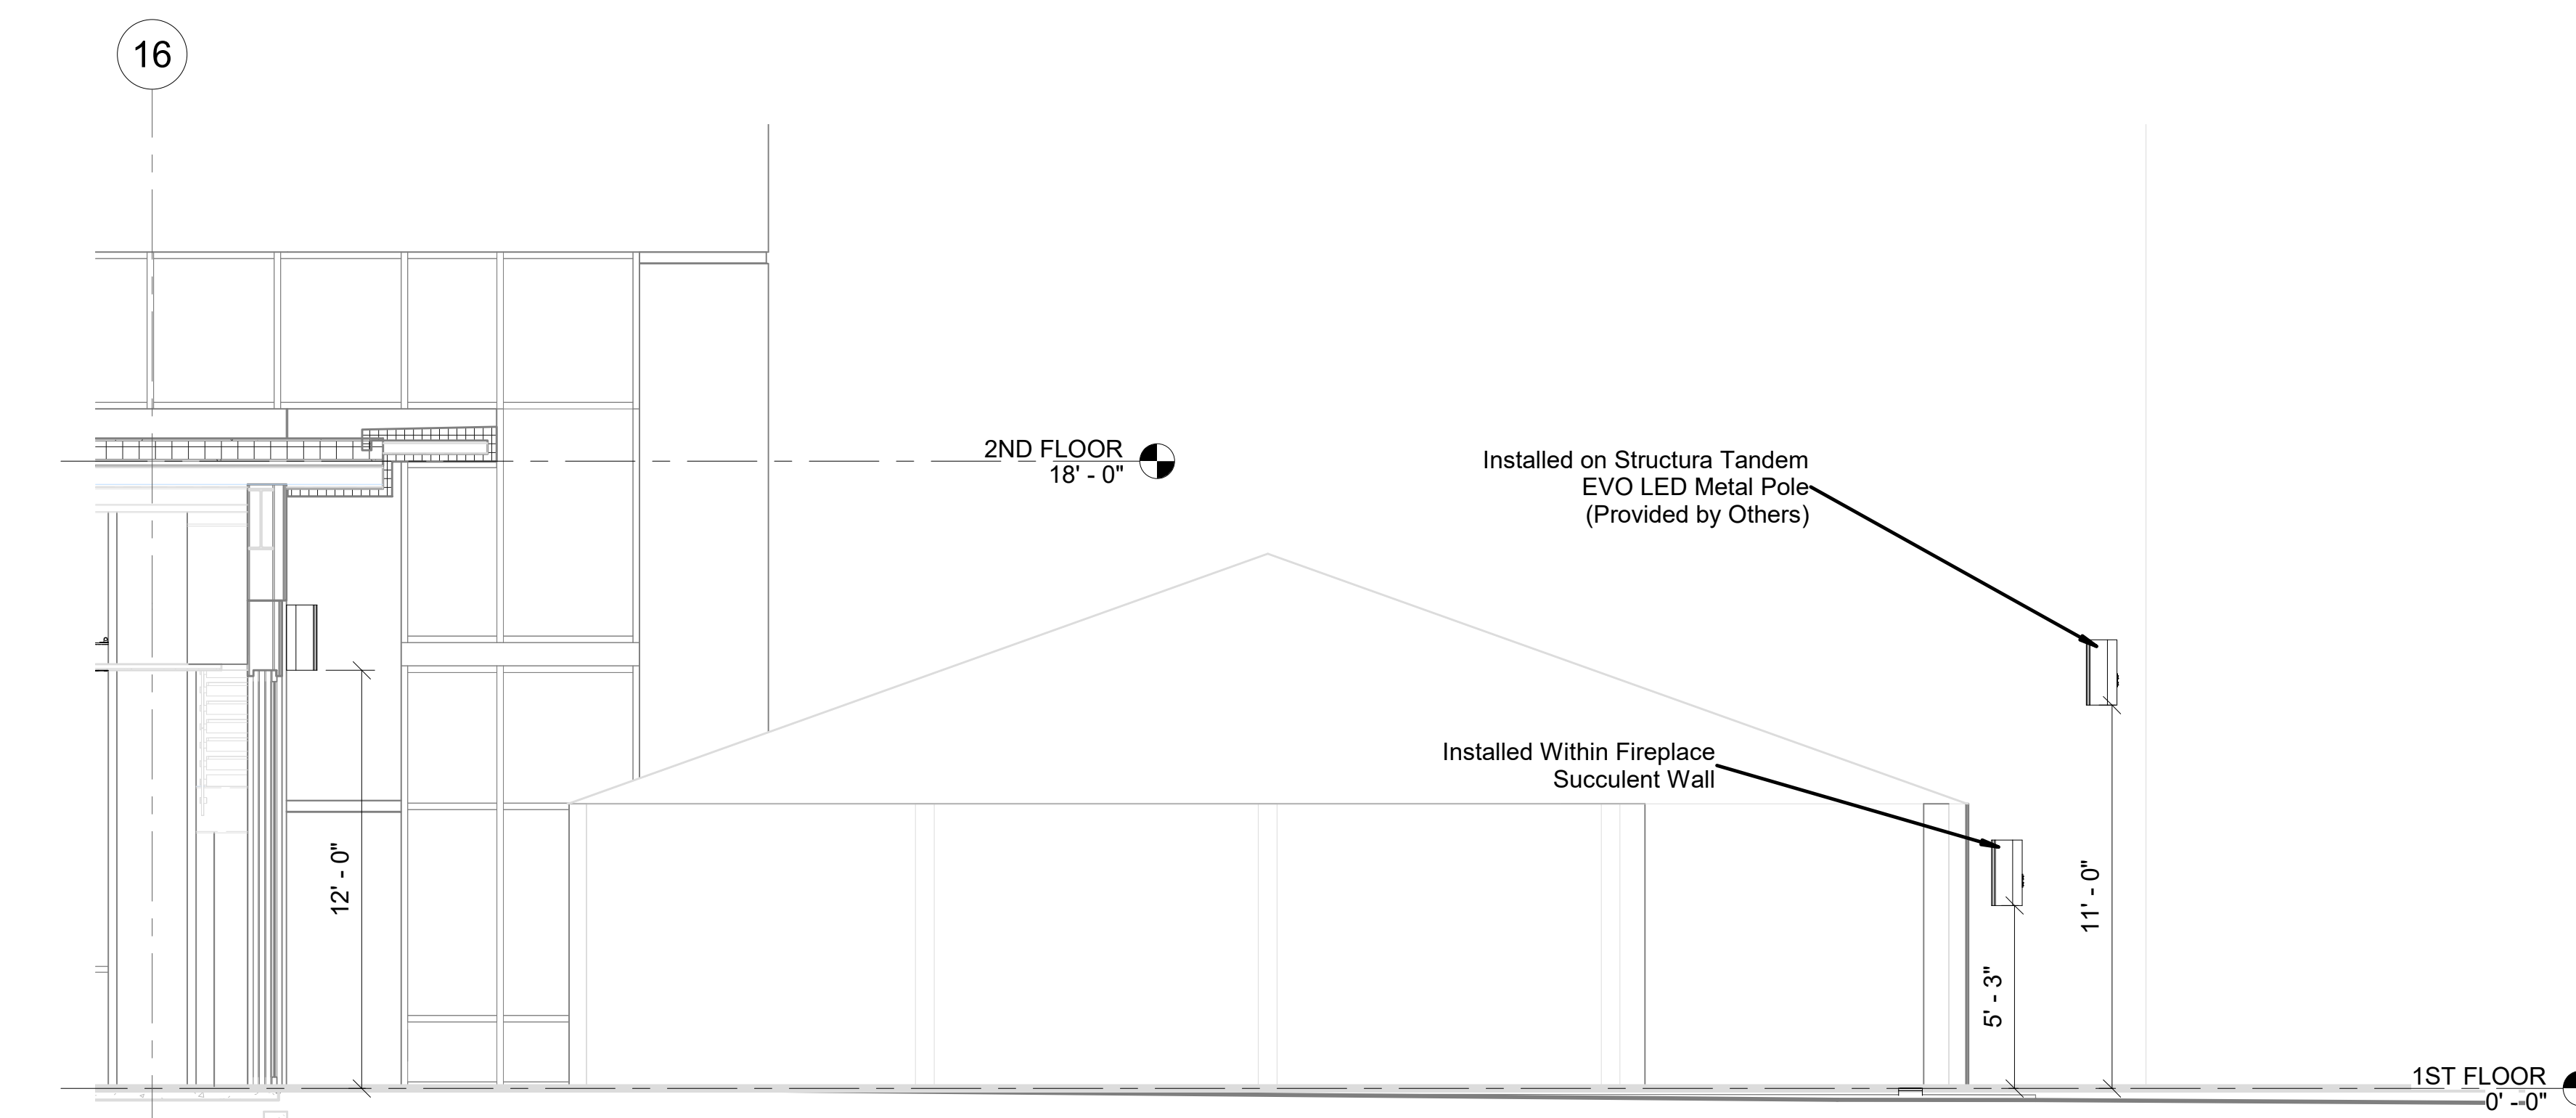 16
2ND FLOOR
18' - 0"
Installed on Structura Tandem
EVO LED Metal Pole
(Provided by Others)
Installed Within Fireplace
Succulent Wall
12' - 0"
11' - 0"
5' - 3"
1ST FLOOR
0' - 0"